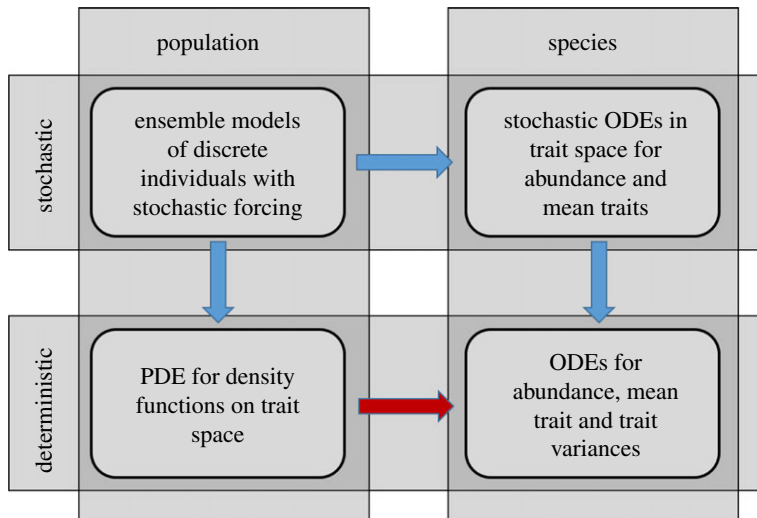 population
species
stochastic
ensemble models
of discrete
individuals with
stochastic forcing
stochastic ODEs in
trait space for
abundance and
mean traits
deterministic
PDE for density
functions on trait
space
ODEs for
abundance, mean
trait and trait
variances